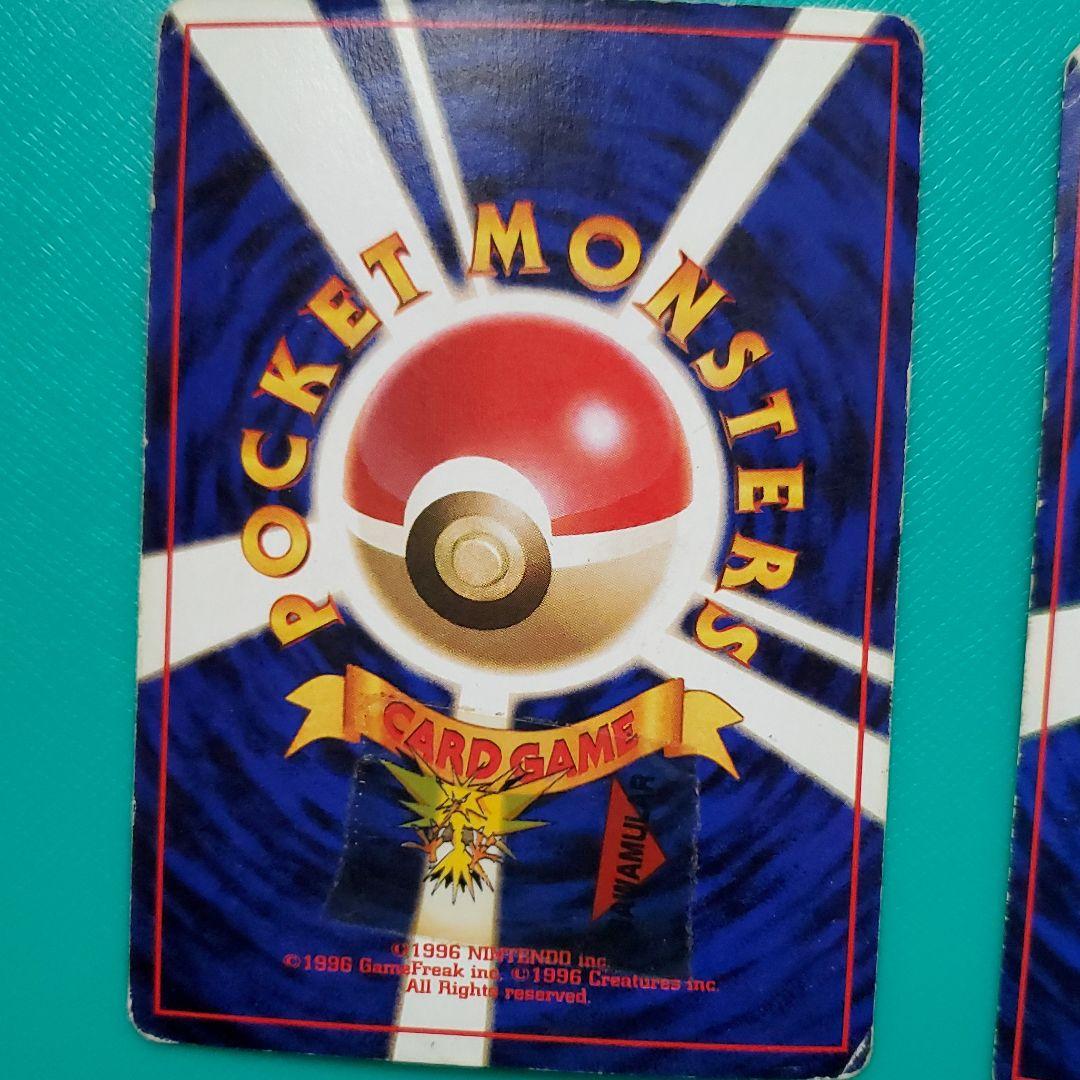 POCKET MONSTERS
CARD GAME
©1996 NINTENDO inc.
©1996 GameFreak inc. ©1996 Creatures inc.
All Rights reserved.